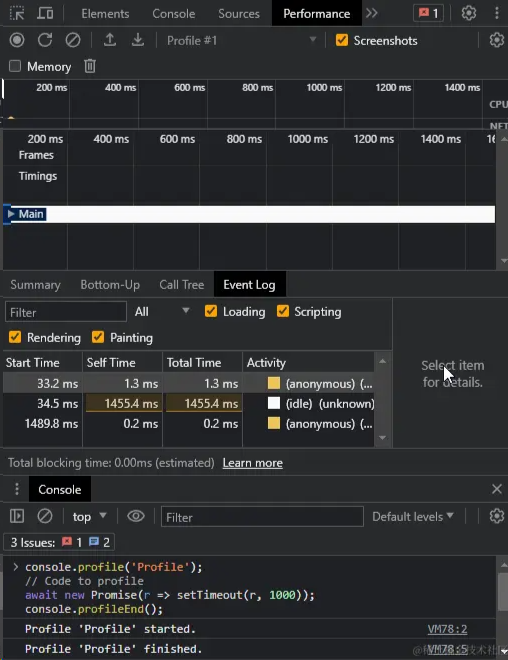 Elements Console Sources Performance 1
Profile #1 Screenshots
Memory
200 ms 400 ms 600 ms 800 ms 1000 ms 1200 ms 1400 ms
CPU
NET
200 ms 400 ms 600 ms 800 ms 1000 ms 1200 ms 1400 ms 16
Frames
Timings
Main
Summary Bottom-Up Call Tree Event Log
Filter All Loading Scripting
Rendering Painting
Start Time Self Time Total Time Activity
33.2 ms 1.3 ms 1.3 ms (anonymous) (...
34.5 ms 1455.4 ms 1455.4 ms (idle) (unknown)
1489.8 ms 0.2 ms 0.2 ms (anonymous) (...
Select item
for details.
Total blocking time: 0.00ms (estimated) Learn more
Console
top Filter Default levels
3 Issues: 1 2
> console.profile('Profile');
// Code to profile
await new Promise(r => setTimeout(r, 1000));
console.profileEnd();
Profile 'Profile' started. VM78:2
Profile 'Profile' finished. VM78:5